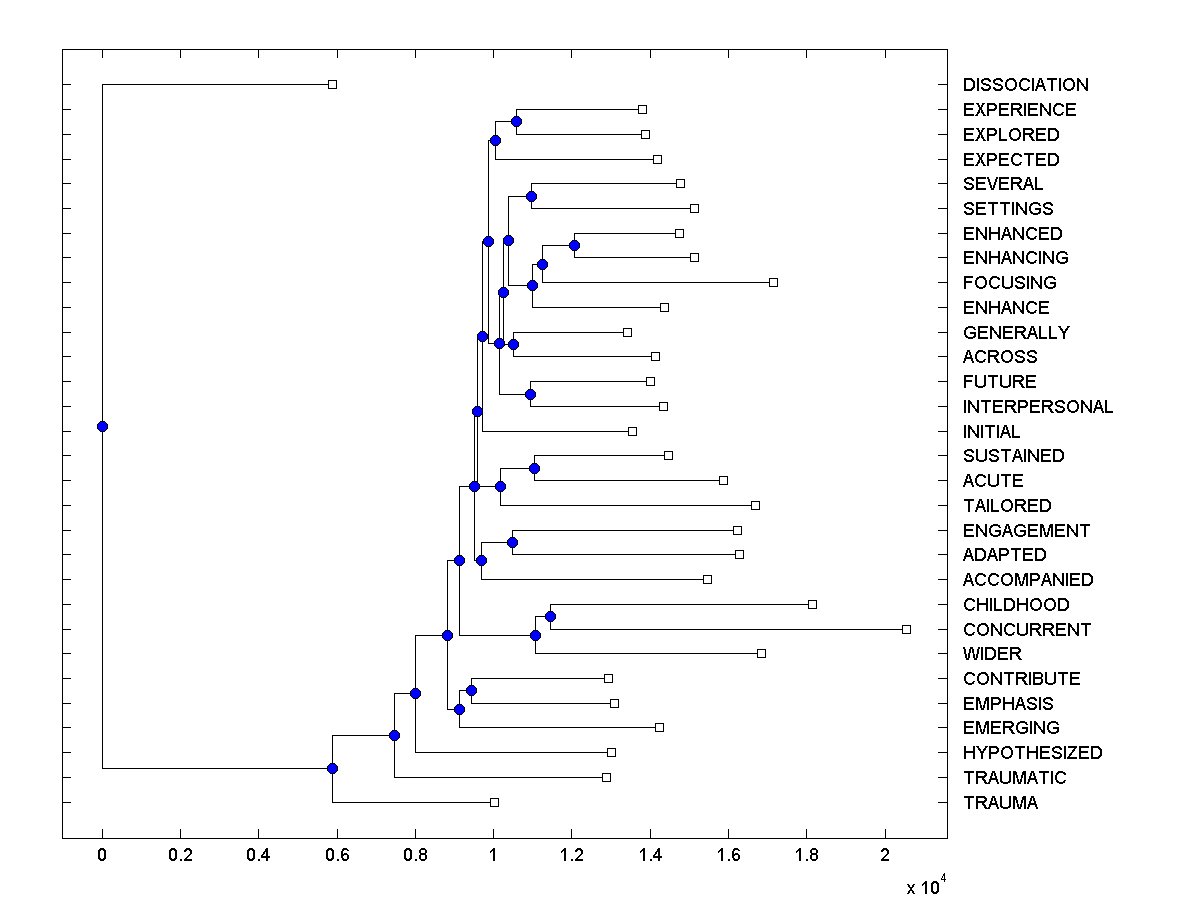 DISSOCIATION
EXPERIENCE
EXPLORED
EXPECTED
SEVERAL
SETTINGS
ENHANCED
ENHANCING
FOCUSING
ENHANCE
GENERALLY
ACROSS
FUTURE
INTERPERSONAL
INITIAL
SUSTAINED
ACUTE
TAILORED
ENGAGEMENT
ADAPTED
ACCOMPANIED
CHILDHOOD
CONCURRENT
WIDER
CONTRIBUTE
EMPHASIS
EMERGING
HYPOTHESIZED
TRAUMATIC
TRAUMA
0 0.2 0.4 0.6 0.8 1 1.2 1.4 1.6 1.8 2
x 10^4